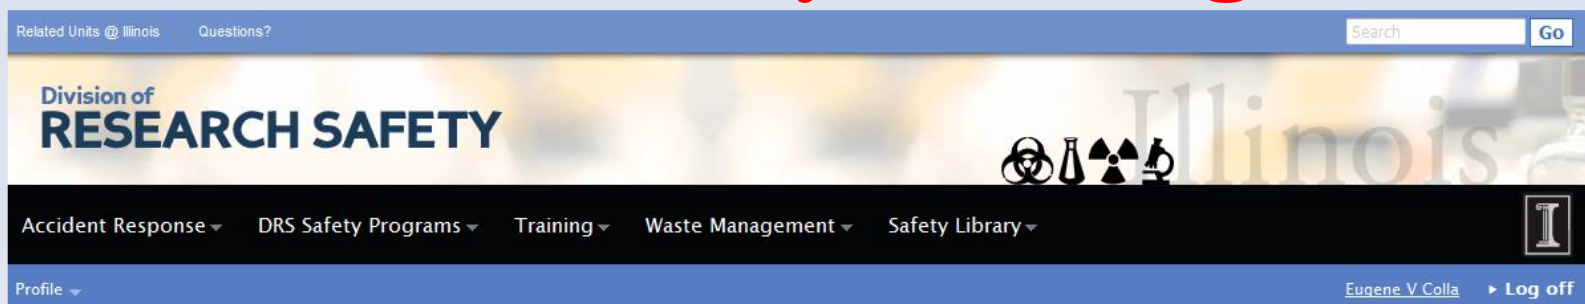 Related Units @ Illinois Questions?
Search Go
Division of
RESEARCH SAFETY
Illinois
Accident Response DRS Safety Programs Training Waste Management Safety Library
I
Profile Eugene V Colla Log off